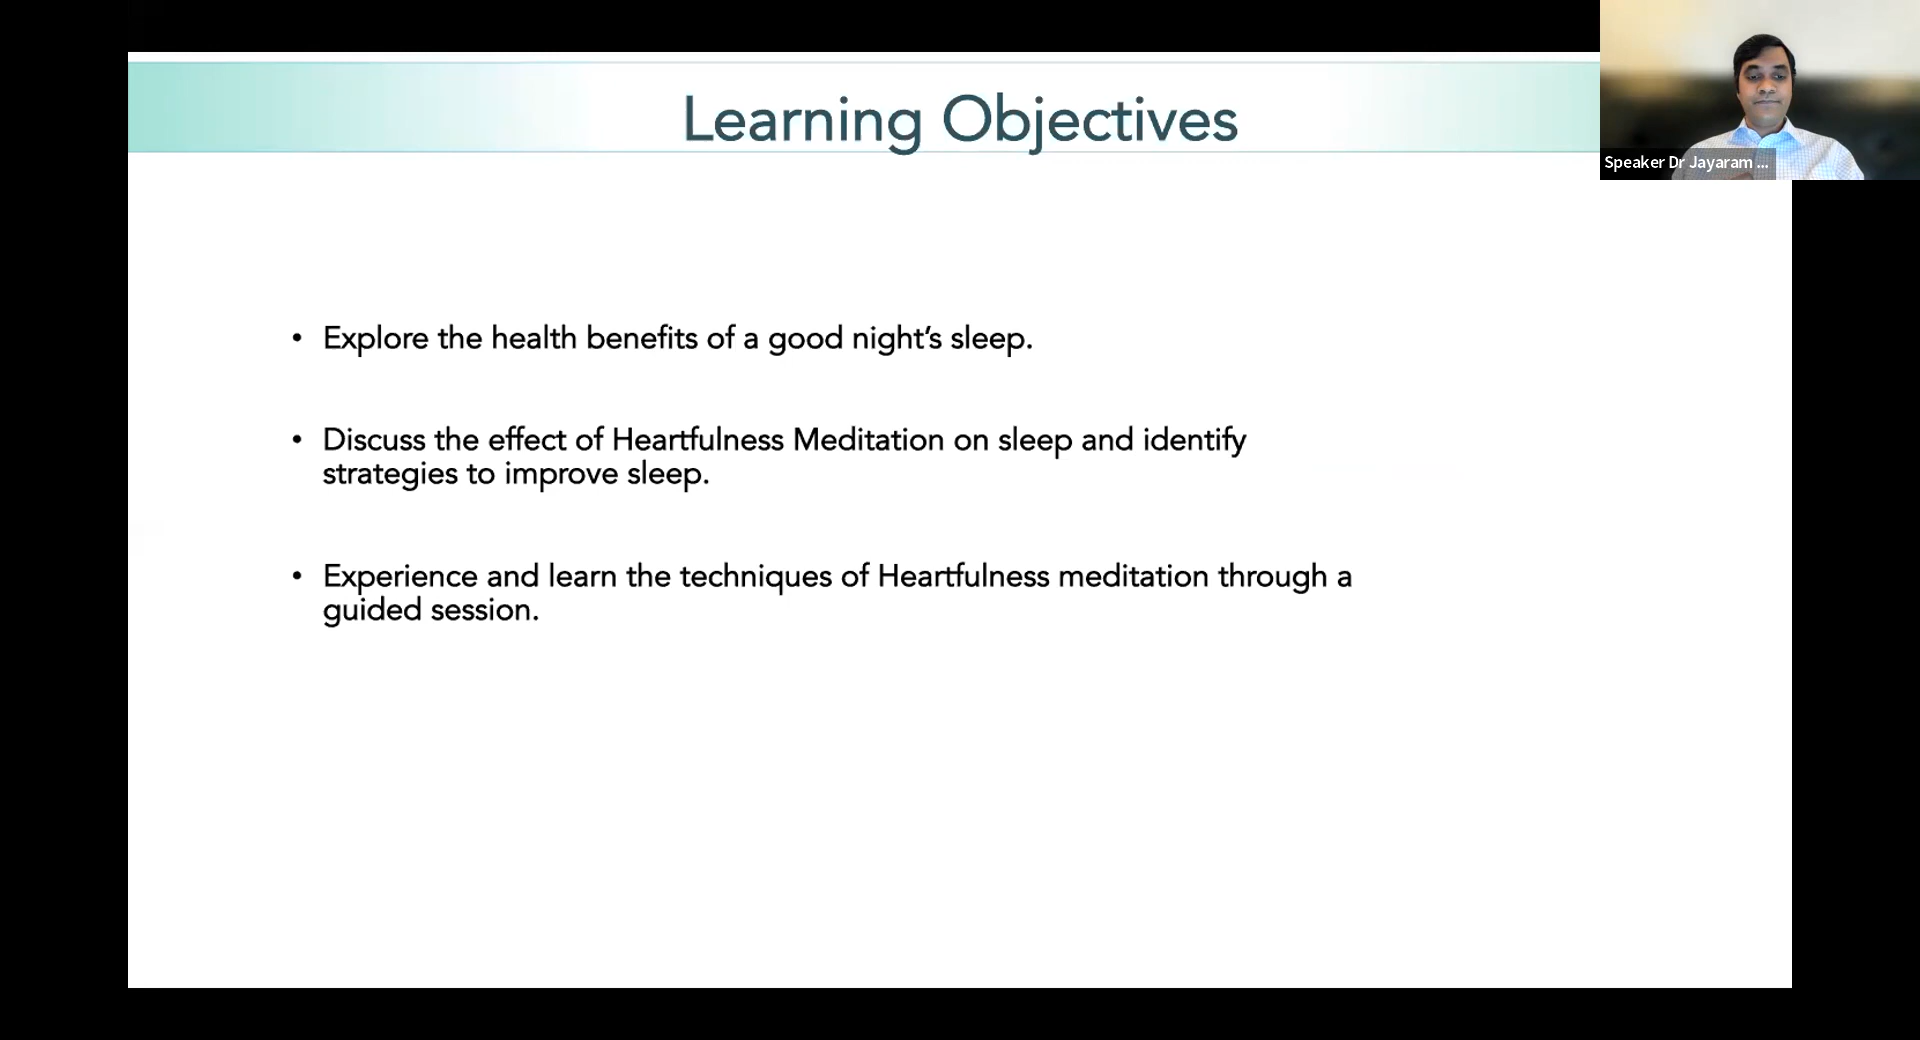 Learning Objectives
Speaker Dr Jayaram ...
• Explore the health benefits of a good night’s sleep.
• Discuss the effect of Heartfulness Meditation on sleep and identify
strategies to improve sleep.
• Experience and learn the techniques of Heartfulness meditation through a
guided session.